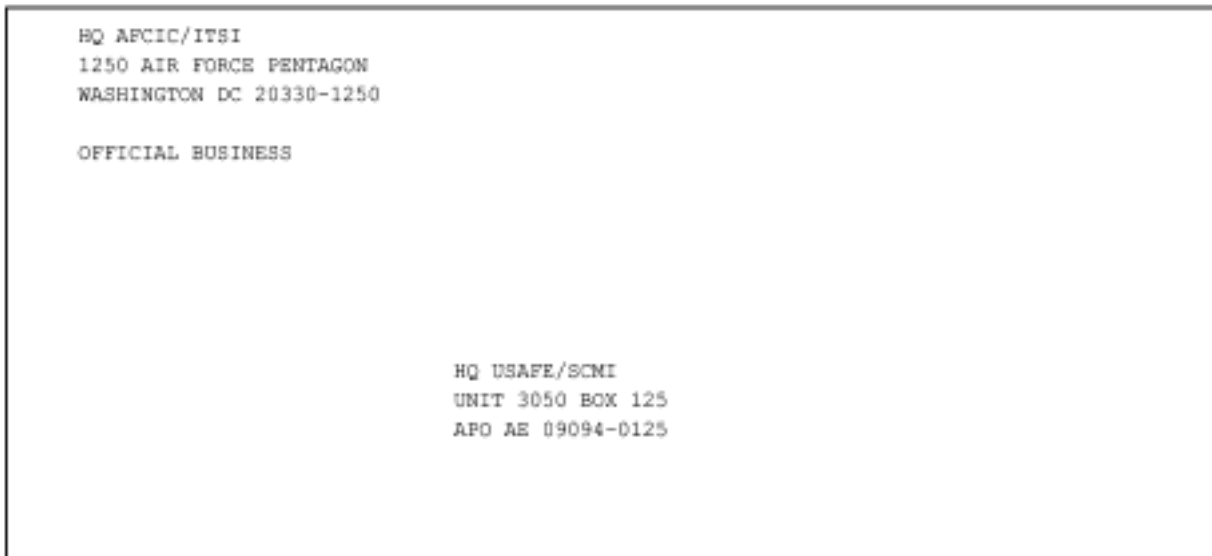 HQ AFCIC/ITSI
1250 AIR FORCE PENTAGON
WASHINGTON DC 20330-1250
OFFICIAL BUSINESS
HQ USAFE/SCMI
UNIT 3050 BOX 125
APO AE 09094-0125